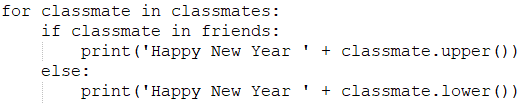 for classmate in classmates:
    if classmate in friends:
        print('Happy New Year ' + classmate.upper())
    else:
        print('Happy New Year ' + classmate.lower())